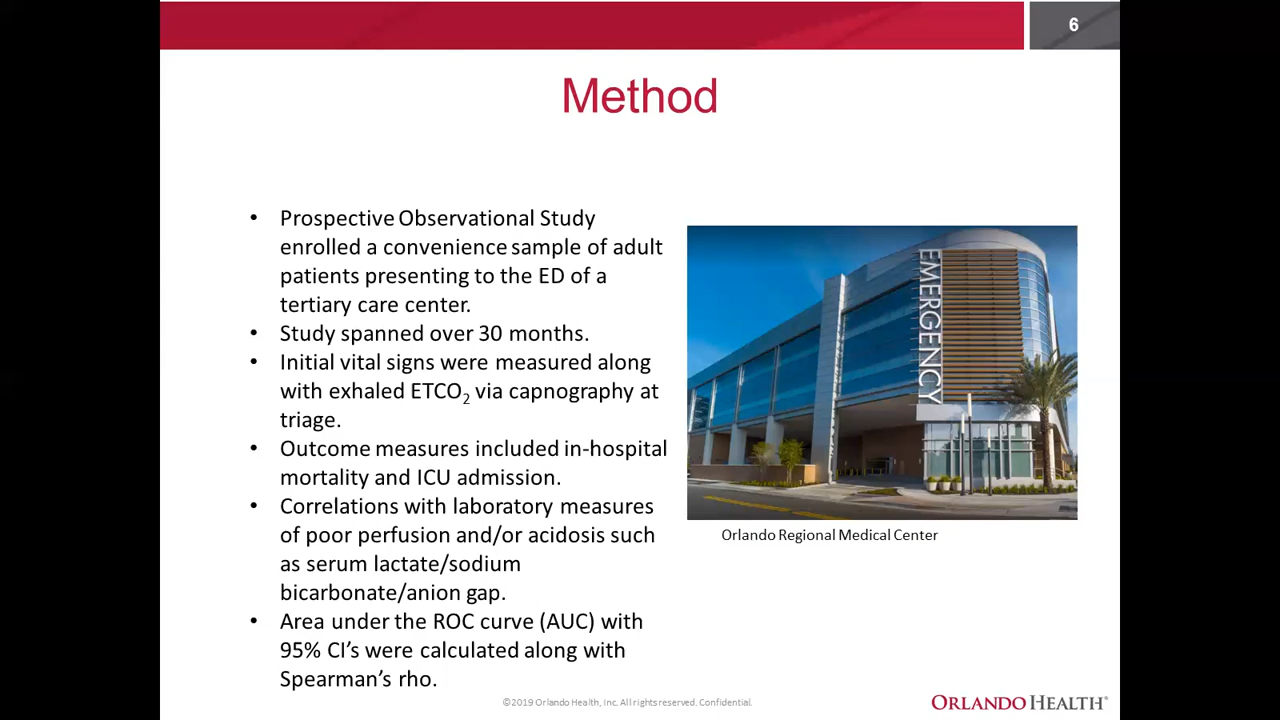 6
Method
• Prospective Observational Study
enrolled a convenience sample of adult
patients presenting to the ED of a
tertiary care center.
• Study spanned over 30 months.
• Initial vital signs were measured along
with exhaled ETCO₂ via capnography at
triage.
• Outcome measures included in-hospital
mortality and ICU admission.
• Correlations with laboratory measures
of poor perfusion and/or acidosis such
as serum lactate/sodium
bicarbonate/anion gap.
• Area under the ROC curve (AUC) with
95% CI's were calculated along with
Spearman's rho.
EMERGENCY
Orlando Regional Medical Center
©2019 Orlando Health, Inc. All rights reserved. Confidential.
ORLANDO HEALTH®